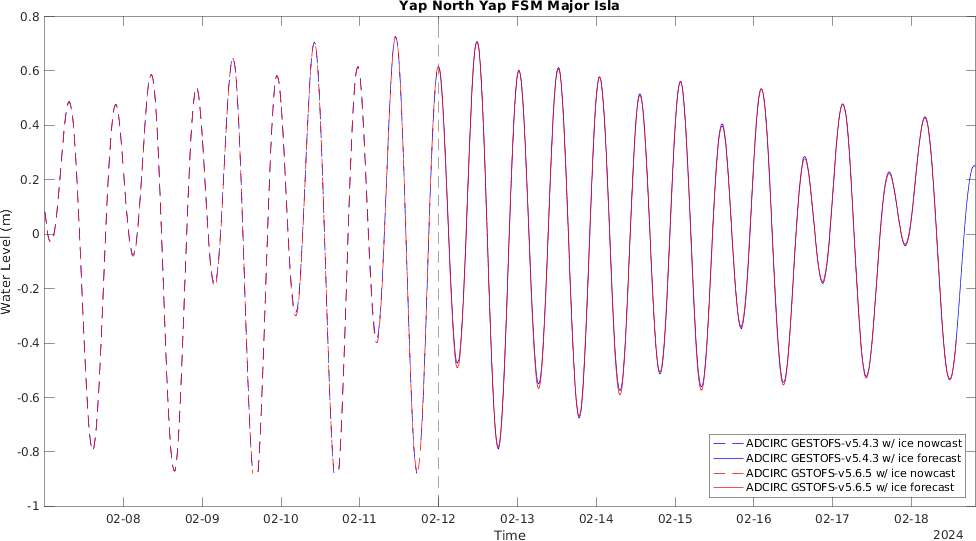 Yap North Yap FSM Major Isla
0.8
0.6
0.4
0.2
0
-0.2
-0.4
-0.6
-0.8
-1
Water Level (m)
ADCIRC GESTOFS-v5.4.3 w/ ice nowcast
ADCIRC GESTOFS-v5.4.3 w/ ice forecast
ADCIRC GSTOFS-v5.6.5 w/ ice nowcast
ADCIRC GSTOFS-v5.6.5 w/ ice forecast
02-08 02-09 02-10 02-11 02-12 02-13 02-14 02-15 02-16 02-17 02-18
Time
2024